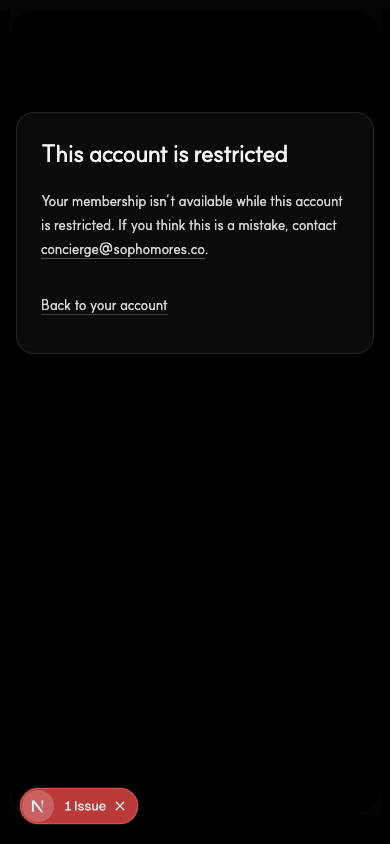 This account is restricted
Your membership isn't available while this account
is restricted. If you think this is a mistake, contact
concierge@sophomores.co.
Back to your account
N 1 Issue